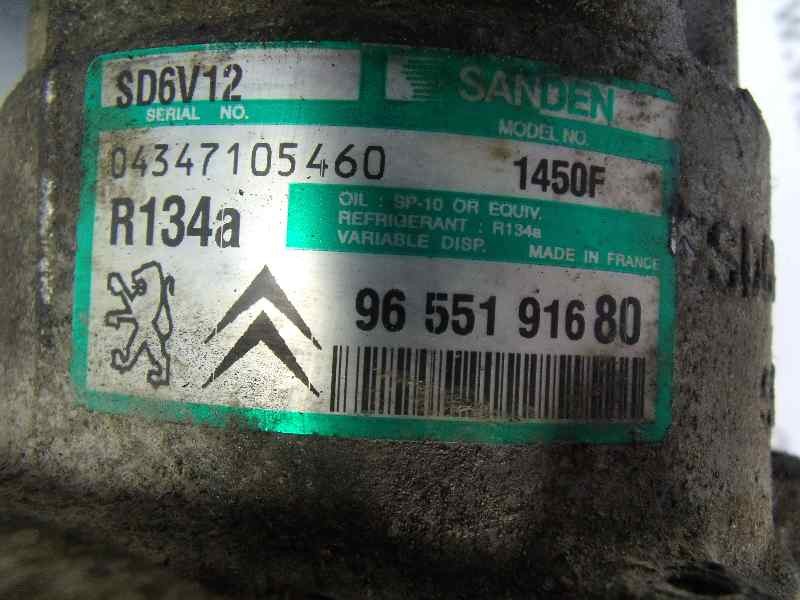 SD6V12
SANDEN
SERIAL NO.
MODEL NO.
04347105460
1450F
R134a
OIL : SP-10 OR EQUIV.
REFRIGERANT : R134a
VARIABLE DISP. MADE IN FRANCE
96 551 916 80